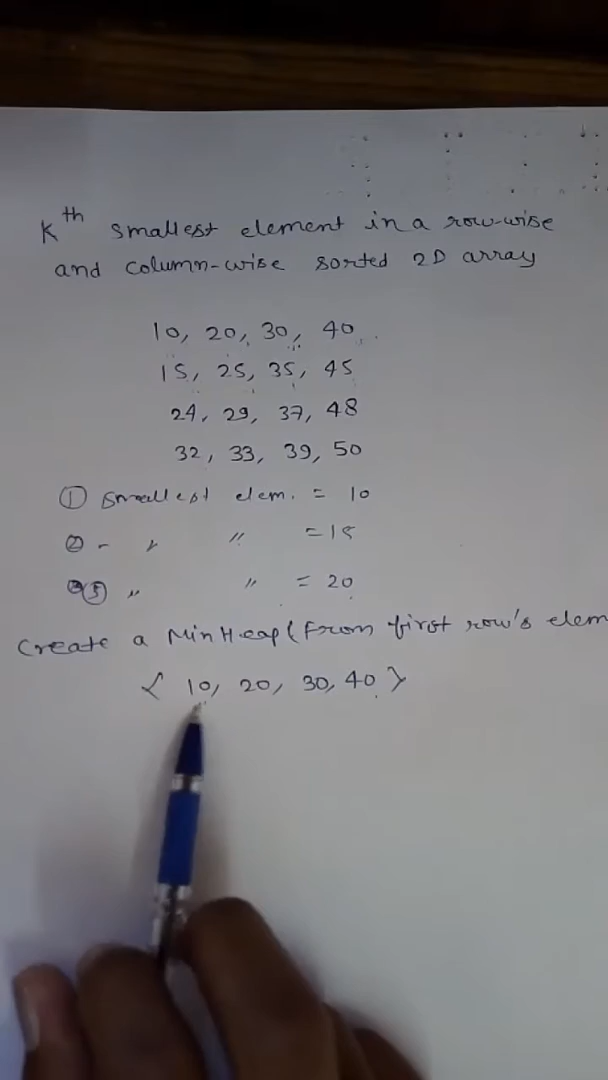 Kth smallest element in a row-wise
and column-wise sorted 2D array
10, 20, 30, 40
15, 25, 35, 45
24, 29, 37, 48
32, 33, 39, 50
① smallest elem. = 10
② - " " = 15
③ " " = 20
Create a MinHeap (From first row's elem
{ 10, 20, 30, 40 }